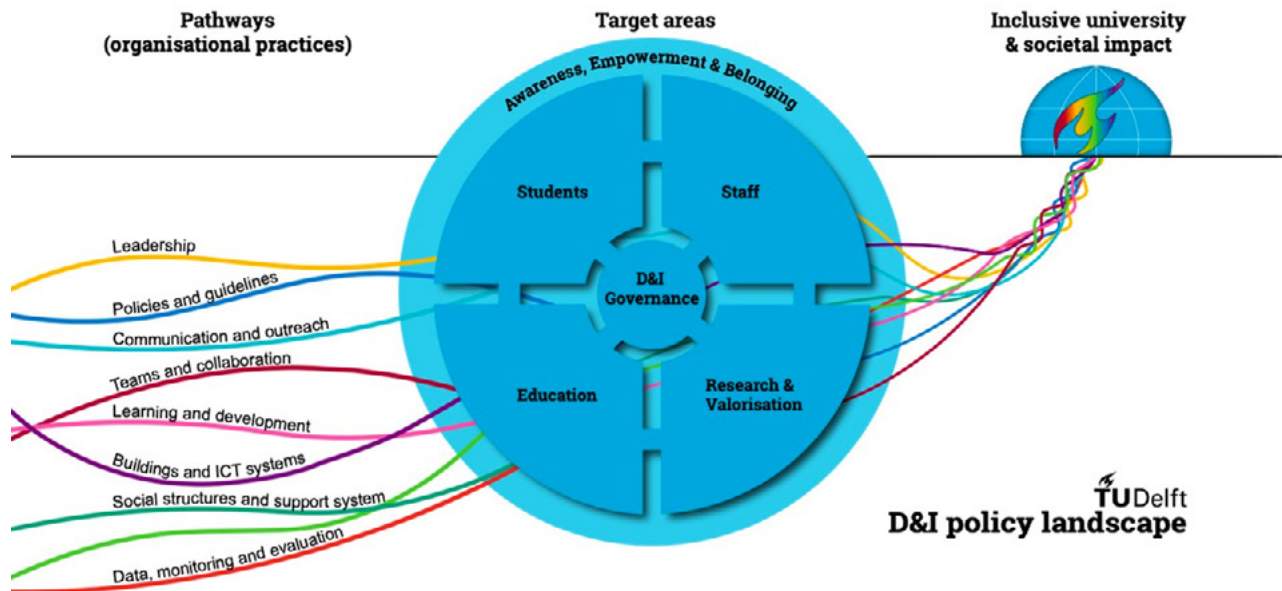 Pathways
(organisational practices)
Target areas
Inclusive university
& societal impact
Awareness, Empowerment & Belonging
Students
Staff
D&I
Governance
Education
Research &
Valorisation
Leadership
Policies and guidelines
Communication and outreach
Teams and collaboration
Learning and development
Buildings and ICT systems
Social structures and support system
Data, monitoring and evaluation
TUDelft
D&I policy landscape